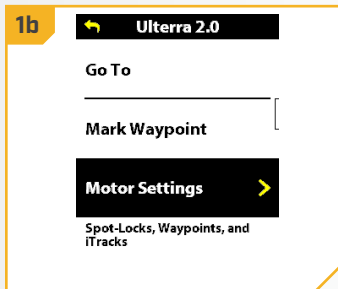 1b
Ulterra 2.0
Go To
Mark Waypoint
Motor Settings
Spot-Locks, Waypoints, and
iTracks